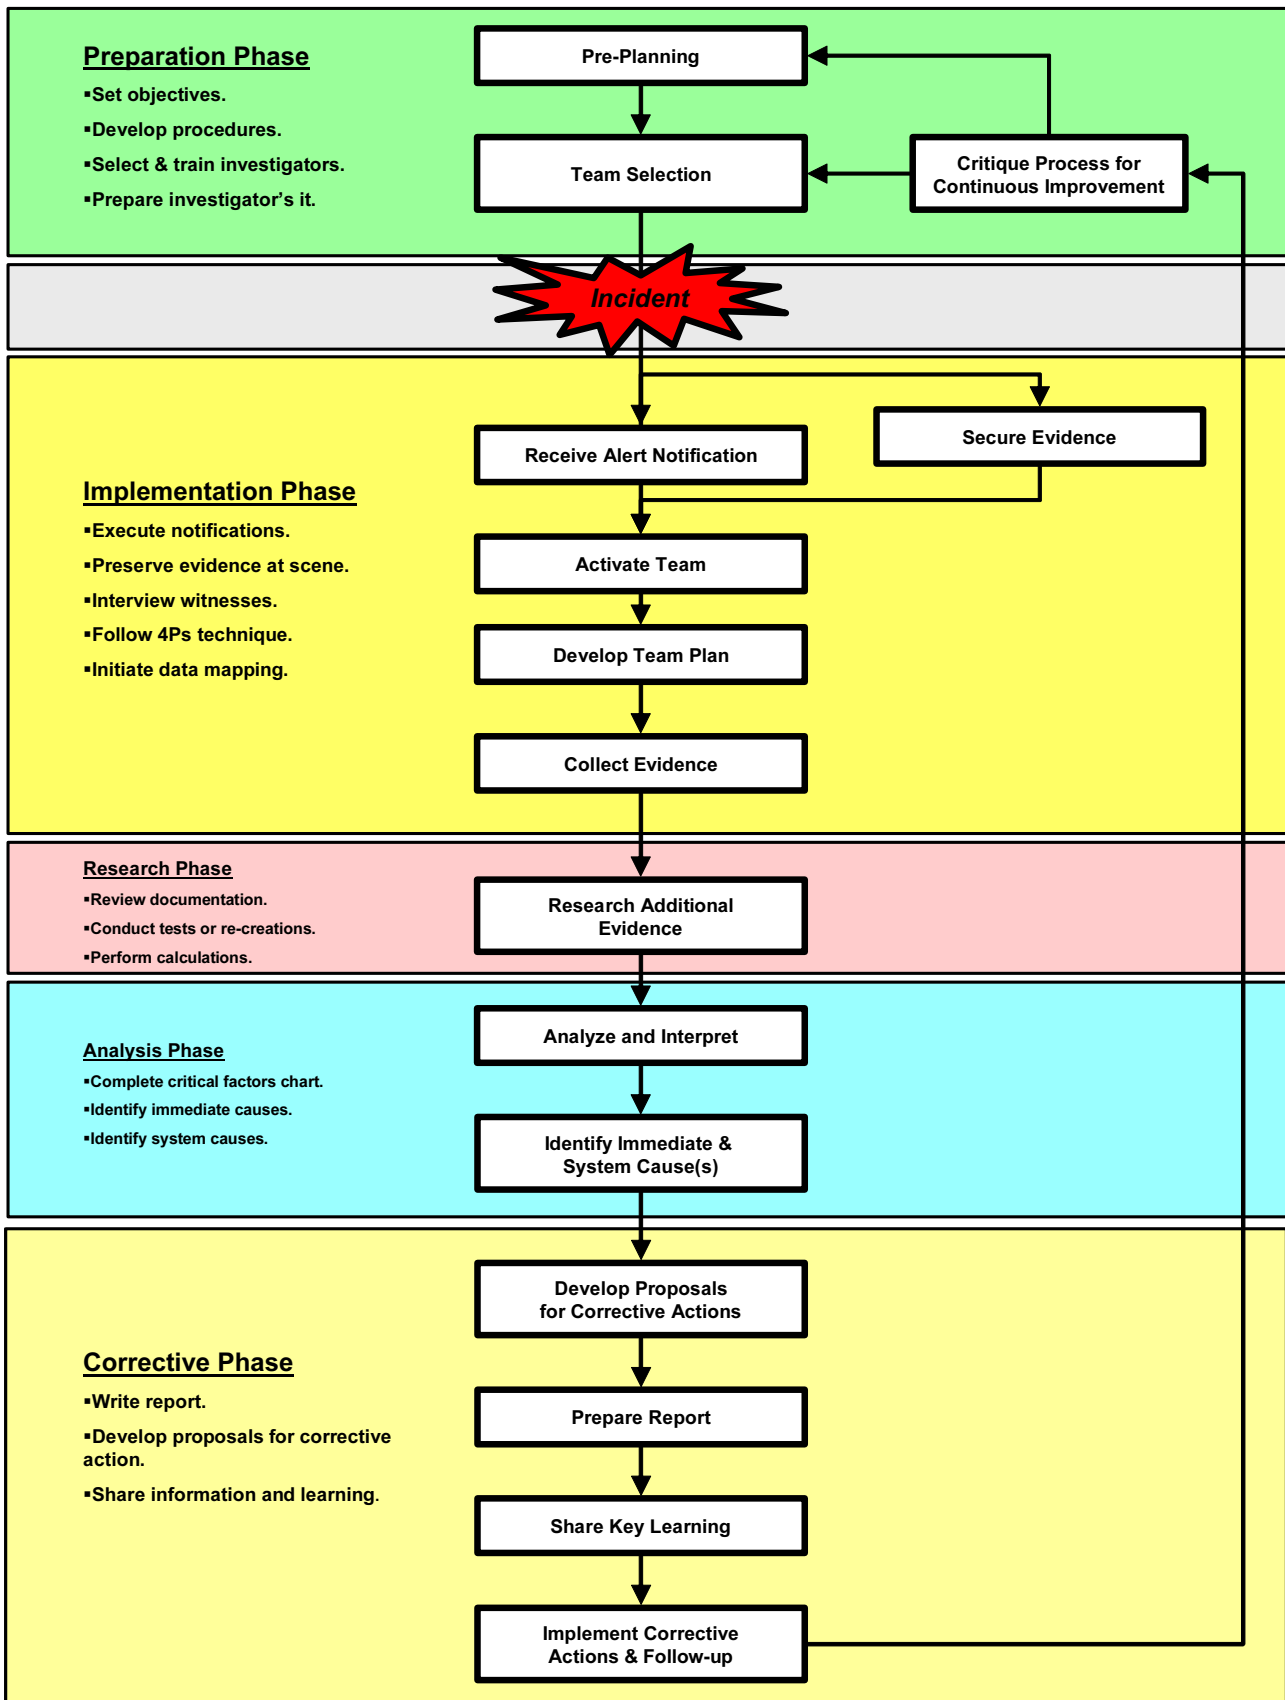 Preparation Phase
▪Set objectives.
▪Develop procedures.
▪Select & train investigators.
▪Prepare investigator’s it.
Pre-Planning
Team Selection
Critique Process for
Continuous Improvement
Incident
Implementation Phase
▪Execute notifications.
▪Preserve evidence at scene.
▪Interview witnesses.
▪Follow 4Ps technique.
▪Initiate data mapping.
Receive Alert Notification
Secure Evidence
Activate Team
Develop Team Plan
Collect Evidence
Research Phase
▪Review documentation.
▪Conduct tests or re-creations.
▪Perform calculations.
Research Additional
Evidence
Analysis Phase
▪Complete critical factors chart.
▪Identify immediate causes.
▪Identify system causes.
Analyze and Interpret
Identify Immediate &
System Cause(s)
Corrective Phase
▪Write report.
▪Develop proposals for corrective
action.
▪Share information and learning.
Develop Proposals
for Corrective Actions
Prepare Report
Share Key Learning
Implement Corrective
Actions & Follow-up